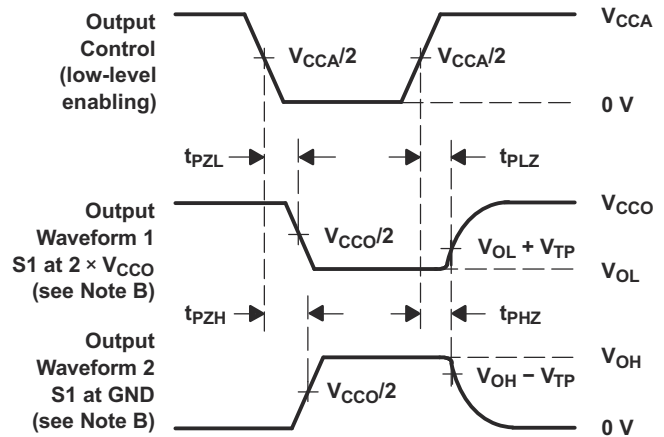 Output
Control
(low-level
enabling)
V_CCA/2
V_CCA/2
V_CCA
0 V
t_PZL
t_PLZ
Output
Waveform 1
S1 at 2 × V_CCO
(see Note B)
V_CCO/2
V_CCO
V_OL + V_TP
V_OL
t_PZH
t_PHZ
Output
Waveform 2
S1 at GND
(see Note B)
V_CCO/2
V_OH
V_OH − V_TP
0 V